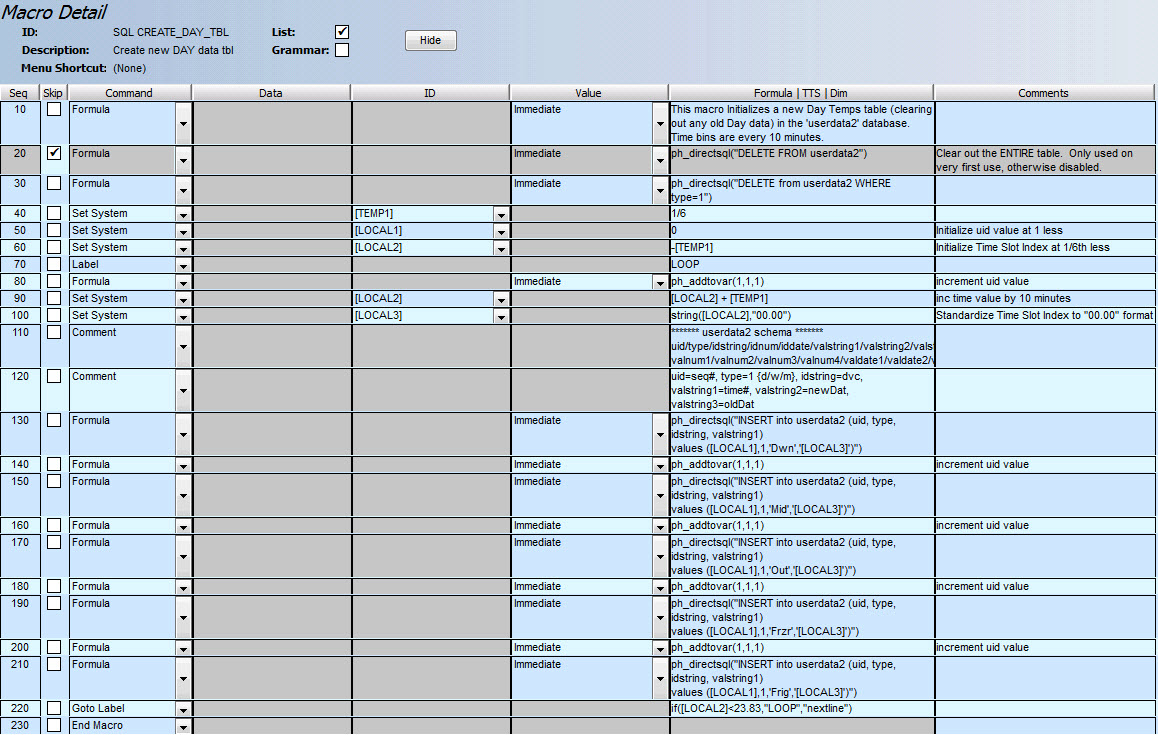 Macro Detail
ID: SQL CREATE_DAY_TBL List:
Description: Create new DAY data tbl Grammar:
Menu Shortcut: (None)
Hide
Seq Skip Command Data ID Value Formula | TTS | Dim Comments
10 Formula Immediate This macro Initializes a new Day Temps table (clearing
out any old Day data) in the 'userdata2' database.
Time bins are every 10 minutes.
20 Formula Immediate ph_directsql("DELETE FROM userdata2") Clear out the ENTIRE table. Only used on
very first use, otherwise disabled.
30 Formula Immediate ph_directsql("DELETE from userdata2 WHERE
type=1")
40 Set System [TEMP1] 1/6
50 Set System [LOCAL1] 0 Initialize uid value at 1 less
60 Set System [LOCAL2] -[TEMP1] Initialize Time Slot Index at 1/6th less
70 Label LOOP
80 Formula Immediate ph_addtovar(1,1,1) increment uid value
90 Set System [LOCAL2] [LOCAL2] + [TEMP1] inc time value by 10 minutes
100 Set System [LOCAL3] string([LOCAL2],"00.00") Standardize Time Slot Index to "00.00" format
110 Comment ******* userdata2 schema *******
uid/type/idstring/idnum/iddate/valstring1/valstring2/vals
valnum1/valnum2/valnum3/valnum4/valdate1/valdate2/v
120 Comment uid=seq#, type=1 {d/w/m}, idstring=dvc,
valstring1=time#, valstring2=newDat,
valstring3=oldDat
130 Formula Immediate ph_directsql("INSERT into userdata2 (uid, type,
idstring, valstring1)
values ([LOCAL1],1,'Dwn','[LOCAL3]')")
140 Formula Immediate ph_addtovar(1,1,1) increment uid value
150 Formula Immediate ph_directsql("INSERT into userdata2 (uid, type,
idstring, valstring1)
values ([LOCAL1],1,'Mid','[LOCAL3]')")
160 Formula Immediate ph_addtovar(1,1,1) increment uid value
170 Formula Immediate ph_directsql("INSERT into userdata2 (uid, type,
idstring, valstring1)
values ([LOCAL1],1,'Out','[LOCAL3]')")
180 Formula Immediate ph_addtovar(1,1,1) increment uid value
190 Formula Immediate ph_directsql("INSERT into userdata2 (uid, type,
idstring, valstring1)
values ([LOCAL1],1,'Frzr','[LOCAL3]')")
200 Formula Immediate ph_addtovar(1,1,1) increment uid value
210 Formula Immediate ph_directsql("INSERT into userdata2 (uid, type,
idstring, valstring1)
values ([LOCAL1],1,'Frig','[LOCAL3]')")
220 Goto Label if([LOCAL2]<23.83,"LOOP","nextline")
230 End Macro